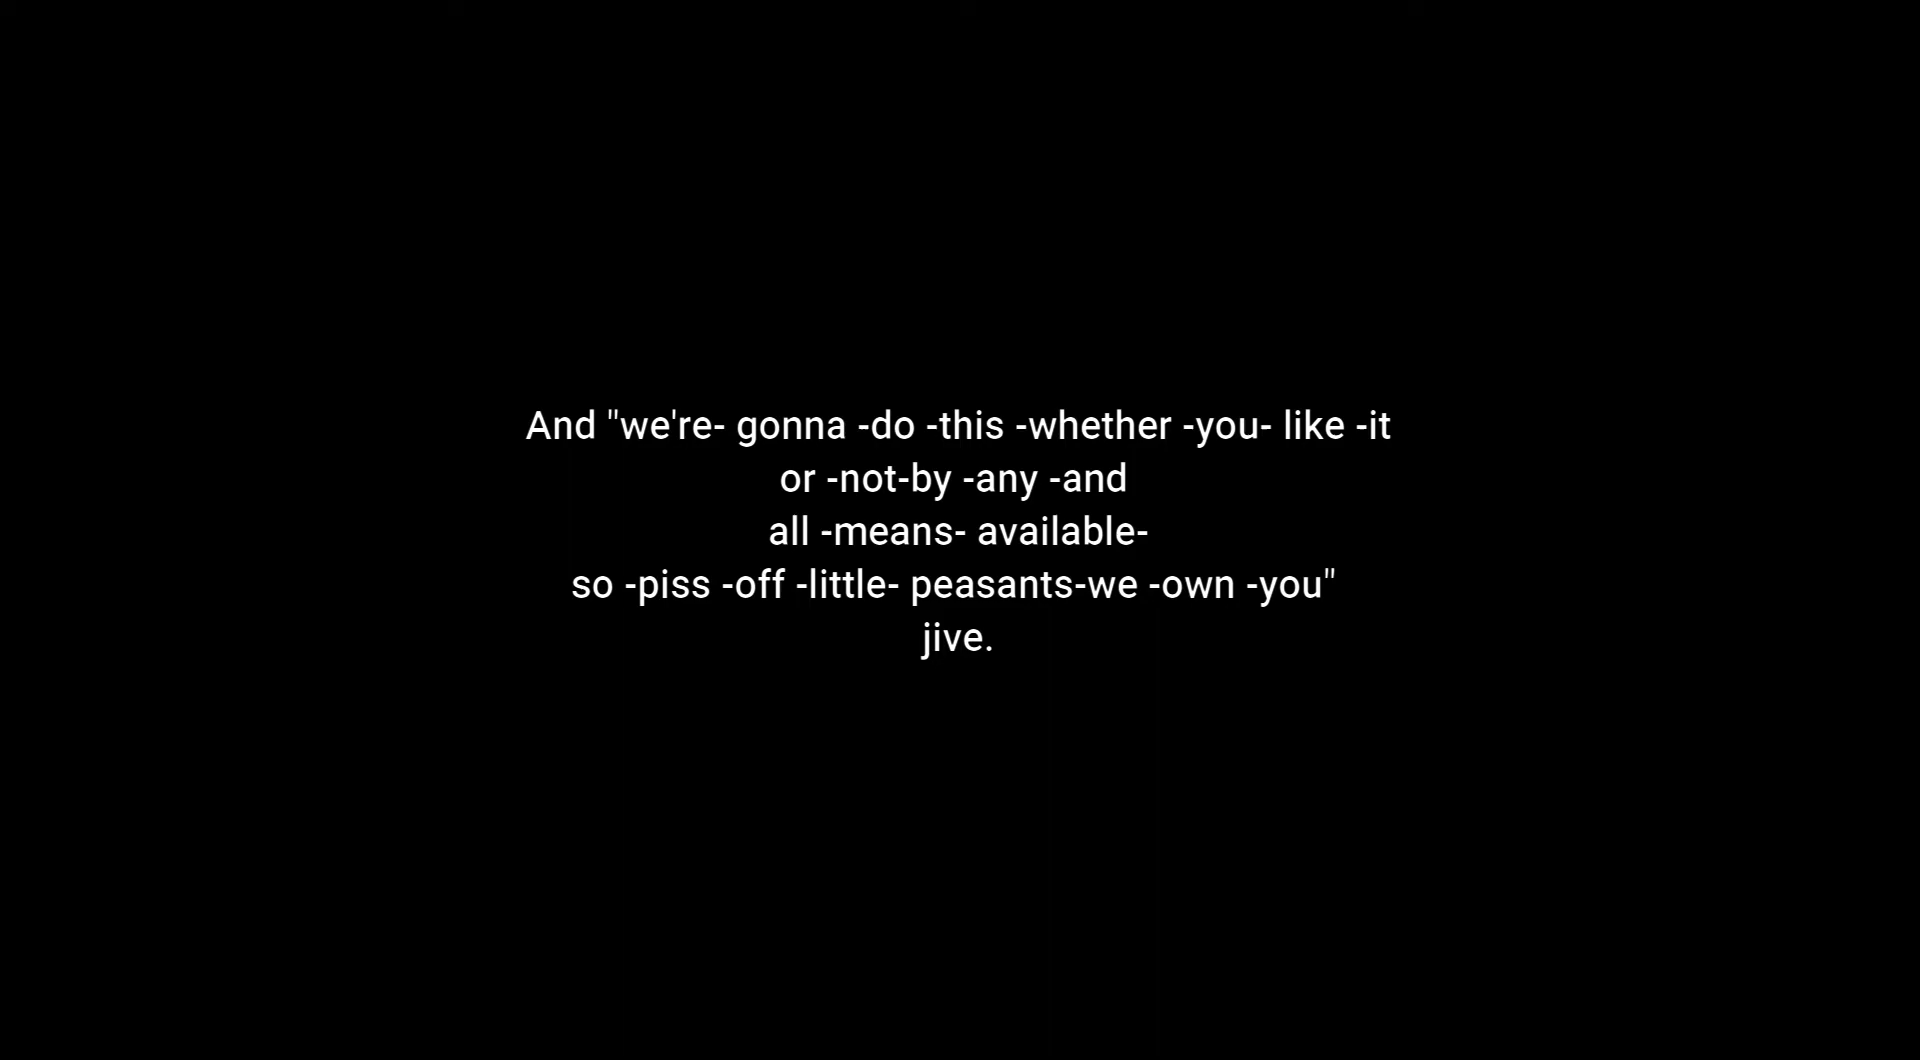 And "we're- gonna -do -this -whether -you- like -it
or -not-by -any -and
all -means- available-
so -piss -off -little- peasants-we -own -you"
jive.